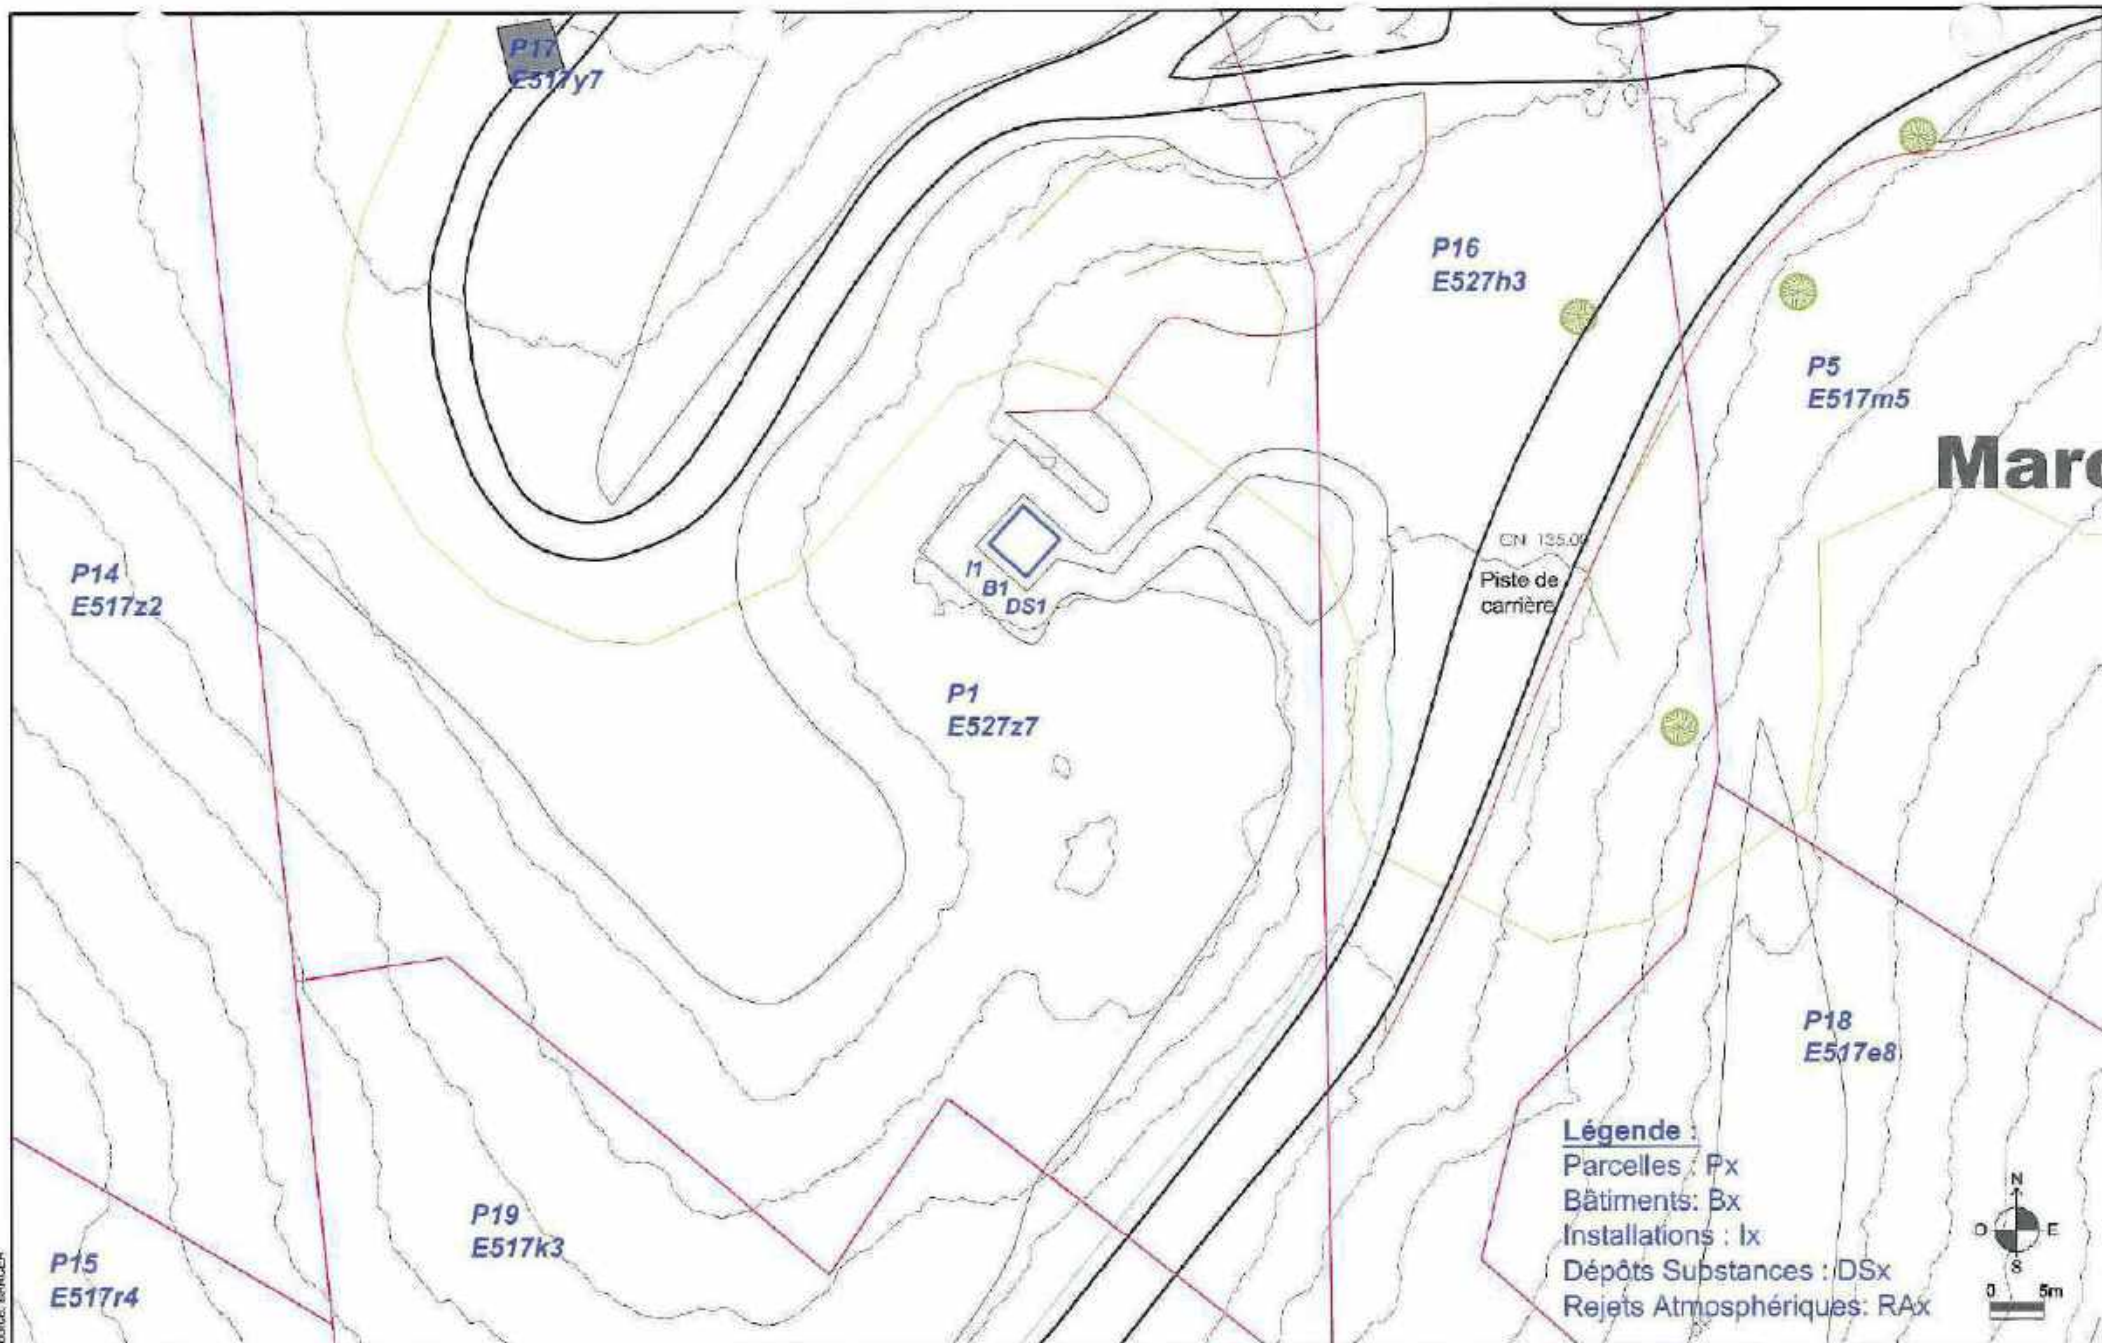 P17
E517y7
P16
E527h3
P5
E517m5
Marc
CN 135.00
Piste de
carrière
P14
E517z2
I1
B1
DS1
P1
E527z7
P18
E517e8
Légende :
Parcelles : Px
Bâtiments: Bx
Installations : Ix
Dépôts Substances : DSx
Rejets Atmosphériques: RAx
N
O E
S
0 5m
P19
E517k3
P15
E517r4